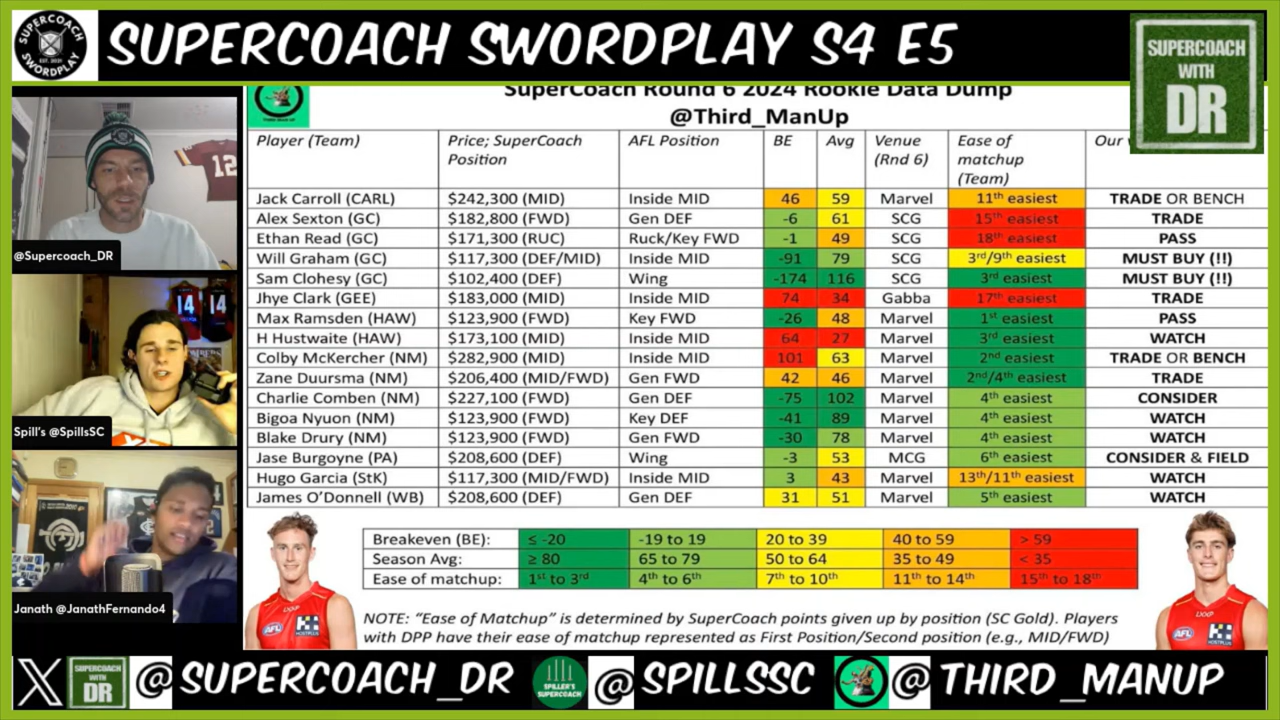 SUPERCOACH SWORDPLAY
EST. 2021
SUPERCOACH SWORDPLAY S4 E5
SUPERCOACH
WITH
DR
SuperCoach Round 6 2024 Rookie Data Dump
@Third_ManUp
Player (Team) Price; SuperCoach Position AFL Position BE Avg Venue (Rnd 6) Ease of matchup (Team) Our
Jack Carroll (CARL) $242,300 (MID) Inside MID 46 59 Marvel 11th easiest TRADE OR BENCH
Alex Sexton (GC) $182,800 (FWD) Gen DEF -6 61 SCG 15th easiest TRADE
Ethan Read (GC) $171,300 (RUC) Ruck/Key FWD -1 49 SCG 18th easiest PASS
Will Graham (GC) $117,300 (DEF/MID) Inside MID -91 79 SCG 3rd/9th easiest MUST BUY (!!)
Sam Clohesy (GC) $102,400 (DEF) Wing -174 116 SCG 3rd easiest MUST BUY (!!)
Jhye Clark (GEE) $183,000 (MID) Inside MID 74 34 Gabba 17th easiest TRADE
Max Ramsden (HAW) $123,900 (FWD) Key FWD -26 48 Marvel 1st easiest PASS
H Hustwaite (HAW) $173,100 (MID) Inside MID 64 27 Marvel 3rd easiest WATCH
Colby McKercher (NM) $282,900 (MID) Inside MID 101 63 Marvel 2nd easiest TRADE OR BENCH
Zane Duursma (NM) $206,400 (MID/FWD) Gen FWD 42 46 Marvel 2nd/4th easiest TRADE
Charlie Comben (NM) $227,100 (FWD) Gen DEF -75 102 Marvel 4th easiest CONSIDER
Bigoa Nyuon (NM) $123,900 (FWD) Key DEF -41 89 Marvel 4th easiest WATCH
Blake Drury (NM) $123,900 (FWD) Gen FWD -30 78 Marvel 4th easiest WATCH
Jase Burgoyne (PA) $208,600 (DEF) Wing -3 53 MCG 6th easiest CONSIDER & FIELD
Hugo Garcia (StK) $117,300 (MID/FWD) Inside MID 3 43 Marvel 13th/11th easiest WATCH
James O'Donnell (WB) $208,600 (DEF) Gen DEF 31 51 Marvel 5th easiest WATCH
Breakeven (BE): ≤ -20 -19 to 19 20 to 39 40 to 59 > 59
Season Avg: ≥ 80 65 to 79 50 to 64 35 to 49 < 35
Ease of matchup: 1st to 3rd 4th to 6th 7th to 10th 11th to 14th 15th to 18th
NOTE: "Ease of Matchup" is determined by SuperCoach points given up by position (SC Gold). Players
with DPP have their ease of matchup represented as First Position/Second position (e.g., MID/FWD)
12
@Supercoach_DR
14 14
Spill's @SpillsSC
Janath @JanathFernando4
AFL HOSTPLUS
AFL HOSTPLUS
X SUPERCOACH WITH DR @SUPERCOACH_DR SPILLER'S SUPERCOACH @SPILLSSC @THIRD_MANUP